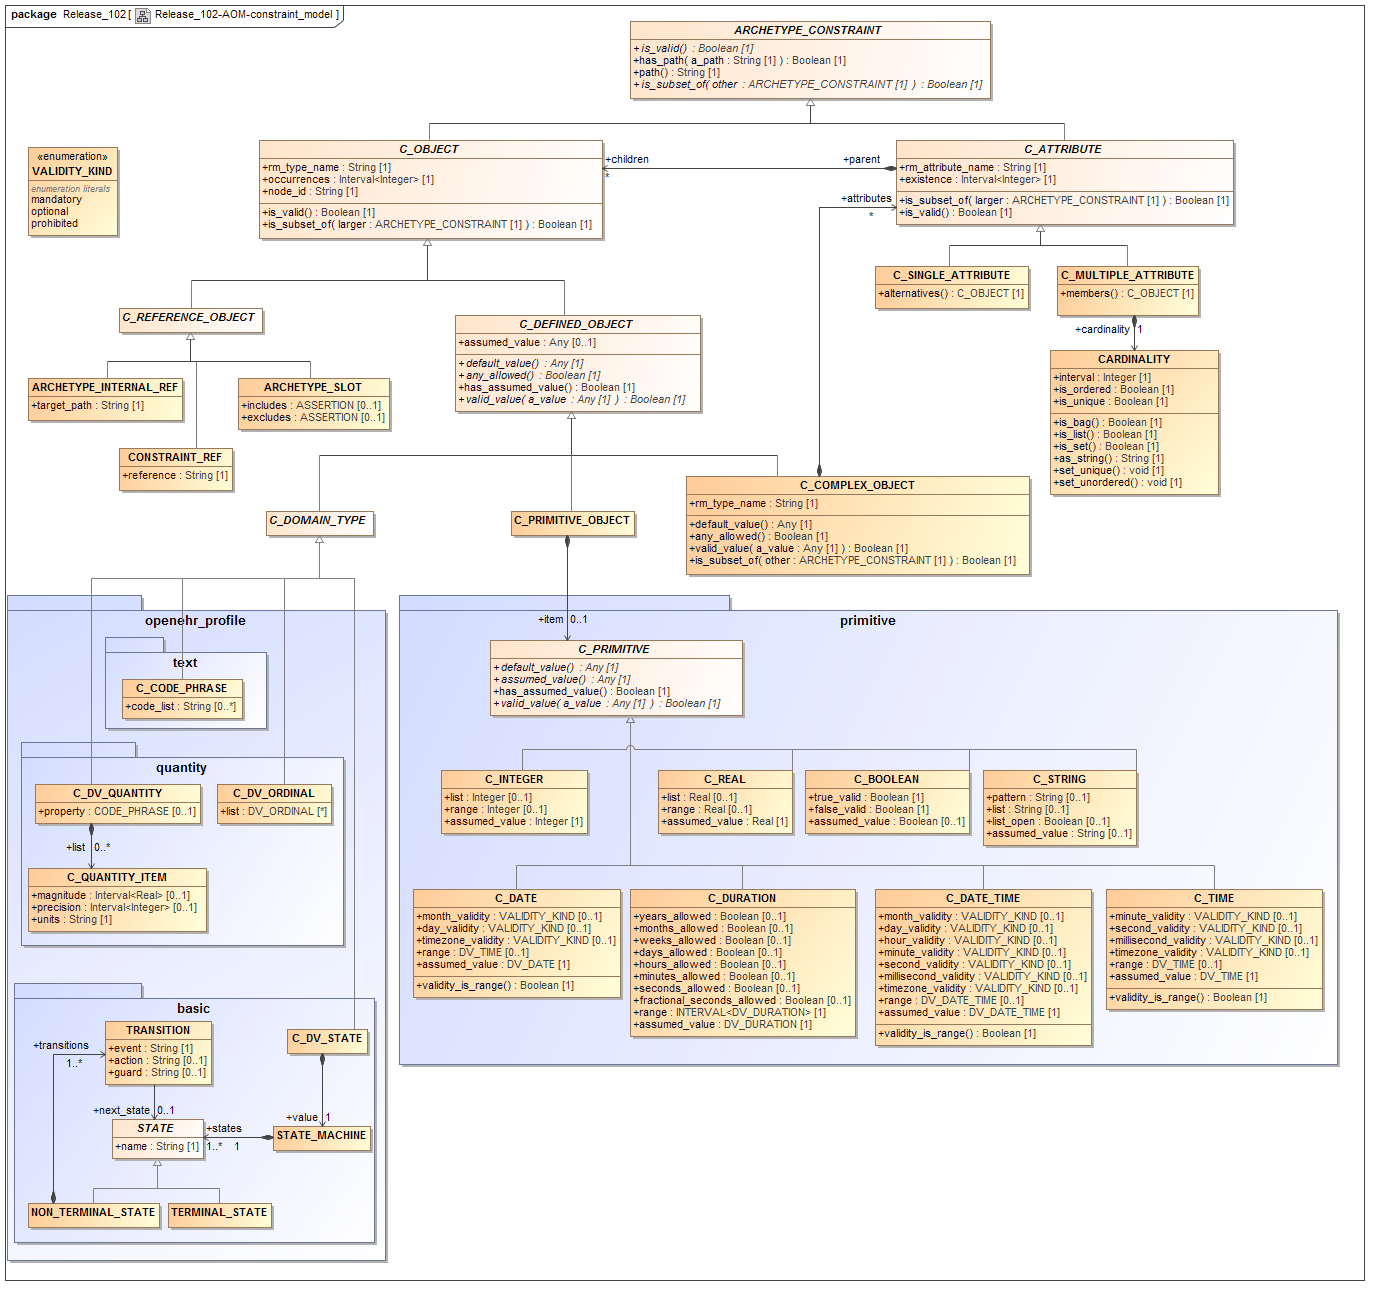 package Release_102 [ Release_102-AOM-constraint_model ]
ARCHETYPE_CONSTRAINT
+is_valid() : Boolean [1]
+has_path( a_path : String [1] ) : Boolean [1]
+path() : String [1]
+is_subset_of( other : ARCHETYPE_CONSTRAINT [1] ) : Boolean [1]
«enumeration»
VALIDITY_KIND
enumeration literals
mandatory
optional
prohibited
C_OBJECT
+rm_type_name : String [1]
+occurrences : Interval<Integer> [1]
+node_id : String [1]
+is_valid() : Boolean [1]
+is_subset_of( larger : ARCHETYPE_CONSTRAINT [1] ) : Boolean [1]
+children
*
+parent
C_ATTRIBUTE
+rm_attribute_name : String [1]
+existence : Interval<Integer> [1]
+is_subset_of( larger : ARCHETYPE_CONSTRAINT [1] ) : Boolean [1]
+is_valid() : Boolean [1]
+attributes
*
C_SINGLE_ATTRIBUTE
+alternatives() : C_OBJECT [1]
C_MULTIPLE_ATTRIBUTE
+members() : C_OBJECT [1]
+cardinality 1
CARDINALITY
+interval : Integer [1]
+is_ordered : Boolean [1]
+is_unique : Boolean [1]
+is_bag() : Boolean [1]
+is_list() : Boolean [1]
+is_set() : Boolean [1]
+as_string() : String [1]
+set_unique() : void [1]
+set_unordered() : void [1]
C_REFERENCE_OBJECT
C_DEFINED_OBJECT
+assumed_value : Any [0..1]
+default_value() : Any [1]
+any_allowed() : Boolean [1]
+has_assumed_value() : Boolean [1]
+valid_value( a_value : Any [1] ) : Boolean [1]
ARCHETYPE_INTERNAL_REF
+target_path : String [1]
ARCHETYPE_SLOT
+includes : ASSERTION [0..1]
+excludes : ASSERTION [0..1]
CONSTRAINT_REF
+reference : String [1]
C_COMPLEX_OBJECT
+rm_type_name : String [1]
+default_value() : Any [1]
+any_allowed() : Boolean [1]
+valid_value( a_value : Any [1] ) : Boolean [1]
+is_subset_of( other : ARCHETYPE_CONSTRAINT [1] ) : Boolean [1]
C_DOMAIN_TYPE
C_PRIMITIVE_OBJECT
+item 0..1
openehr_profile
text
C_CODE_PHRASE
+code_list : String [0..*]
quantity
C_DV_QUANTITY
+property : CODE_PHRASE [0..1]
C_DV_ORDINAL
+list : DV_ORDINAL [*]
+list 0..*
C_QUANTITY_ITEM
+magnitude : Interval<Real> [0..1]
+precision : Interval<Integer> [0..1]
+units : String [1]
basic
TRANSITION
+event : String [1]
+action : String [0..1]
+guard : String [0..1]
+transitions
1..*
C_DV_STATE
+next_state 0..1
+value 1
STATE
+name : String [1]
+states
1..* 1
STATE_MACHINE
NON_TERMINAL_STATE
TERMINAL_STATE
primitive
C_PRIMITIVE
+default_value() : Any [1]
+assumed_value() : Any [1]
+has_assumed_value() : Boolean [1]
+valid_value( a_value : Any [1] ) : Boolean [1]
C_INTEGER
+list : Integer [0..1]
+range : Integer [0..1]
+assumed_value : Integer [1]
C_REAL
+list : Real [0..1]
+range : Real [0..1]
+assumed_value : Real [1]
C_BOOLEAN
+true_valid : Boolean [1]
+false_valid : Boolean [1]
+assumed_value : Boolean [0..1]
C_STRING
+pattern : String [0..1]
+list : String [0..1]
+list_open : Boolean [0..1]
+assumed_value : String [0..1]
C_DATE
+month_validity : VALIDITY_KIND [0..1]
+day_validity : VALIDITY_KIND [0..1]
+timezone_validity : VALIDITY_KIND [0..1]
+range : DV_TIME [0..1]
+assumed_value : DV_DATE [1]
+validity_is_range() : Boolean [1]
C_DURATION
+years_allowed : Boolean [0..1]
+months_allowed : Boolean [0..1]
+weeks_allowed : Boolean [0..1]
+days_allowed : Boolean [0..1]
+hours_allowed : Boolean [0..1]
+minutes_allowed : Boolean [0..1]
+seconds_allowed : Boolean [0..1]
+fractional_seconds_allowed : Boolean [0..1]
+range : INTERVAL<DV_DURATION> [1]
+assumed_value : DV_DURATION [1]
C_DATE_TIME
+month_validity : VALIDITY_KIND [0..1]
+day_validity : VALIDITY_KIND [0..1]
+hour_validity : VALIDITY_KIND [0..1]
+minute_validity : VALIDITY_KIND [0..1]
+second_validity : VALIDITY_KIND [0..1]
+millisecond_validity : VALIDITY_KIND [0..1]
+timezone_validity : VALIDITY_KIND [0..1]
+range : DV_DATE_TIME [0..1]
+assumed_value : DV_DATE_TIME [1]
+validity_is_range() : Boolean [1]
C_TIME
+minute_validity : VALIDITY_KIND [0..1]
+second_validity : VALIDITY_KIND [0..1]
+millisecond_validity : VALIDITY_KIND [0..1]
+timezone_validity : VALIDITY_KIND [0..1]
+range : DV_TIME [0..1]
+assumed_value : DV_TIME [1]
+validity_is_range() : Boolean [1]